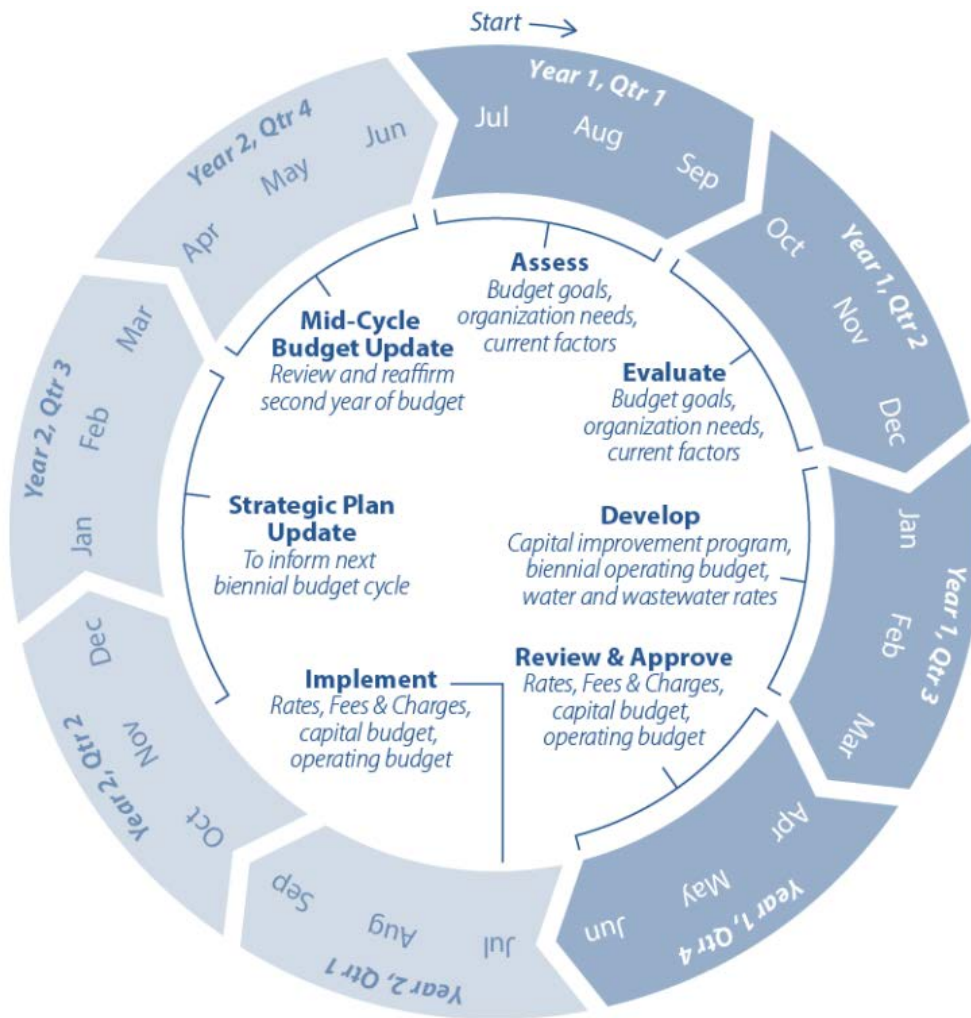 Start
Year 1, Qtr 1
Jul
Aug
Sep
Year 1, Qtr 2
Oct
Nov
Dec
Year 1, Qtr 3
Jan
Feb
Mar
Year 1, Qtr 4
Apr
May
Jun
Year 2, Qtr 1
Jul
Aug
Sep
Year 2, Qtr 2
Oct
Nov
Dec
Year 2, Qtr 3
Jan
Feb
Mar
Year 2, Qtr 4
Apr
May
Jun
Assess
Budget goals,
organization needs,
current factors
Evaluate
Budget goals,
organization needs,
current factors
Develop
Capital improvement program,
biennial operating budget,
water and wastewater rates
Review & Approve
Rates, Fees & Charges,
capital budget,
operating budget
Implement
Rates, Fees & Charges,
capital budget,
operating budget
Strategic Plan
Update
To inform next
biennial budget cycle
Mid-Cycle
Budget Update
Review and reaffirm
second year of budget